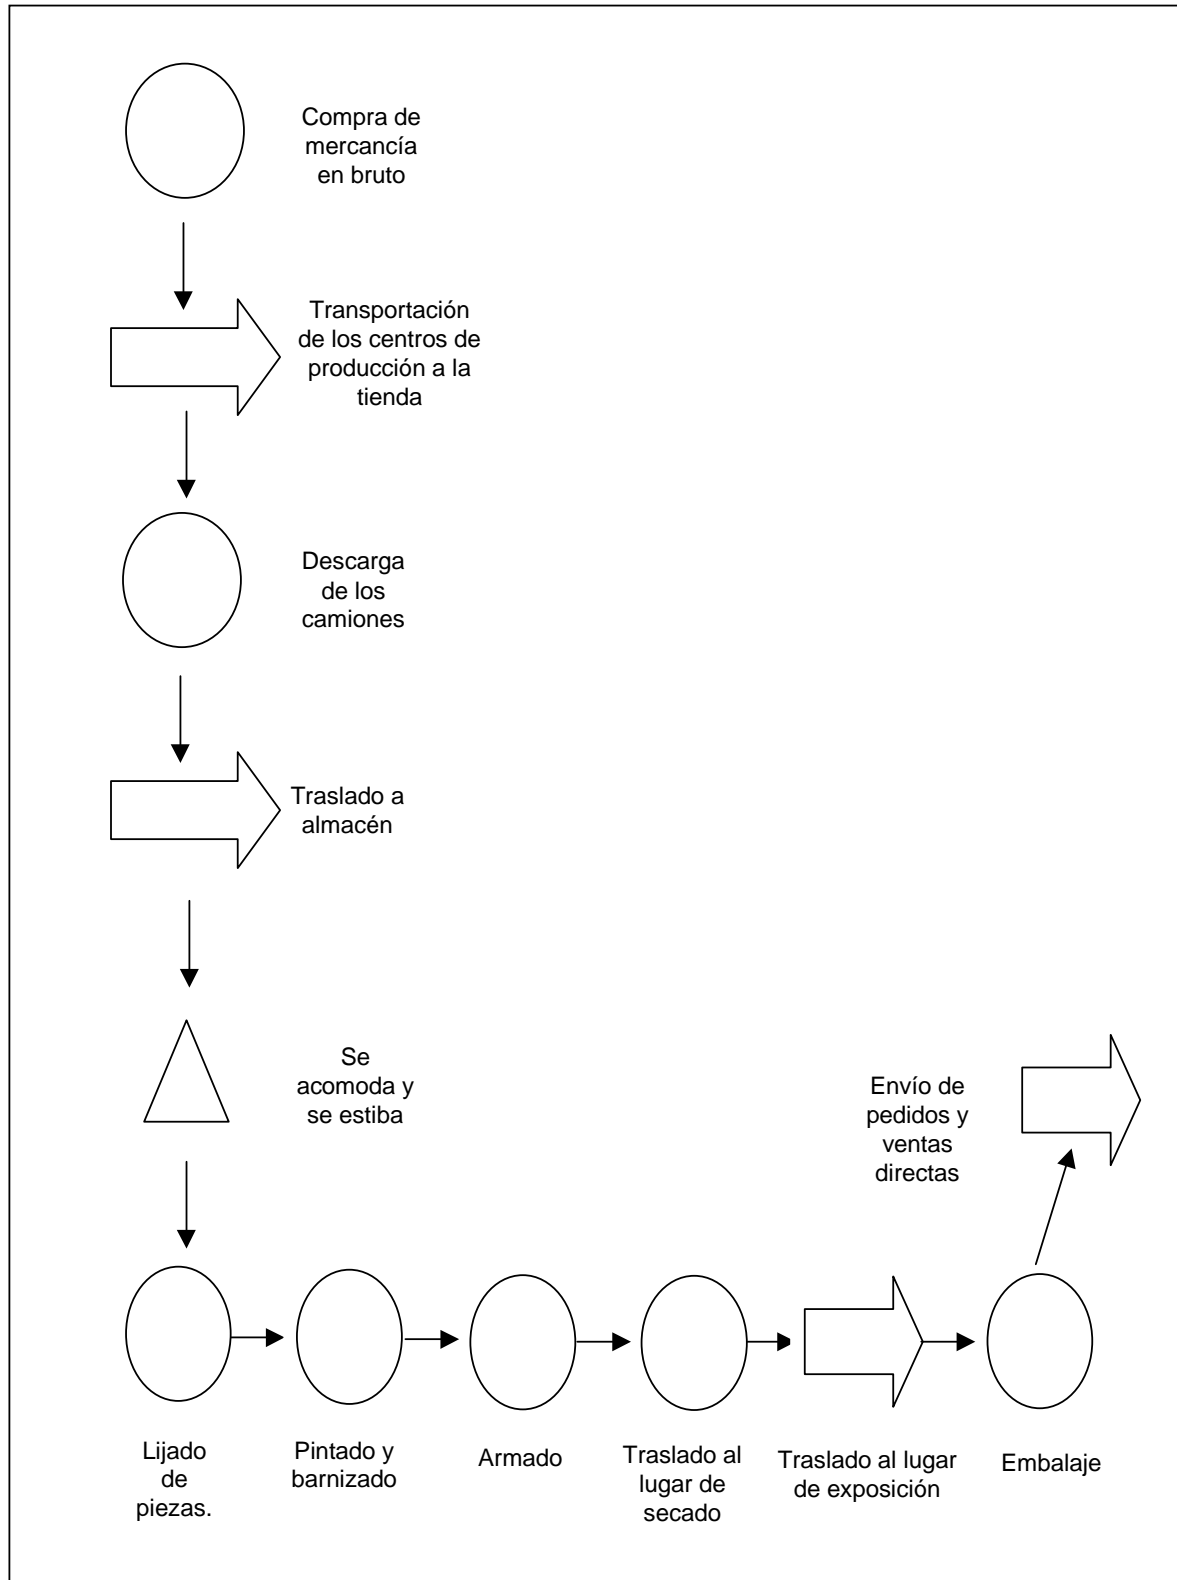 Compra de
mercancía
en bruto
Transportación
de los centros de
producción a la
tienda
Descarga
de los
camiones
Traslado a
almacén
Se
acomoda y
se estiba
Envío de
pedidos y
ventas
directas
Lijado
de
piezas.
Pintado y
barnizado
Armado
Traslado al
lugar de
secado
Traslado al lugar
de exposición
Embalaje